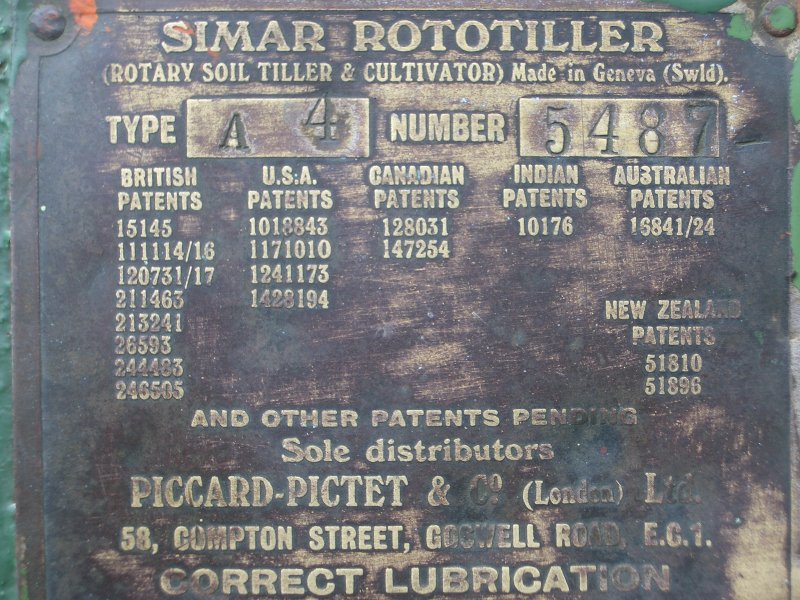 SIMAR ROTOTILLER
(ROTARY SOIL TILLER & CULTIVATOR) Made in Geneva (Swld).
TYPE A 4 NUMBER 5487
BRITISH PATENTS
15145
111114/16
120731/17
211463
213241
26593
244483
246505
U.S.A. PATENTS
1018843
1171010
1241173
1428194
CANADIAN PATENTS
128031
147254
INDIAN PATENTS
10176
AUSTRALIAN PATENTS
16841/24
NEW ZEALAND PATENTS
51810
51896
AND OTHER PATENTS PENDING
Sole distributors
PICCARD-PICTET & Co (London) Ltd.
58, COMPTON STREET, GOSWELL ROAD, E.C.1.
CORRECT LUBRICATION